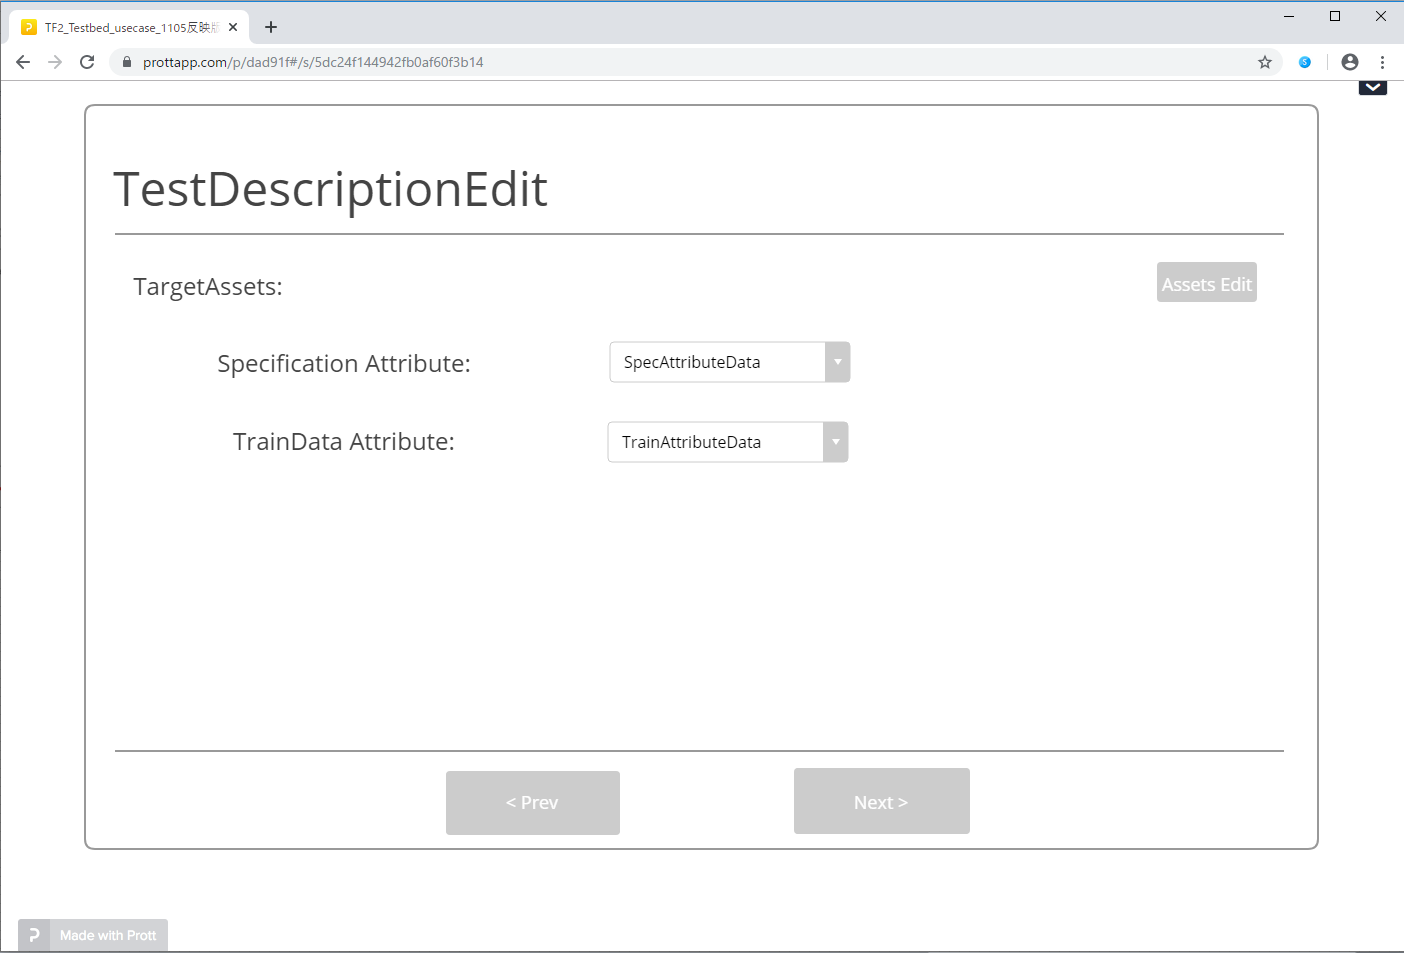 TF2_Testbed_usecase_1105反映版
prottapp.com/p/dad91f#/s/5dc24f144942fb0af60f3b14
TestDescriptionEdit
TargetAssets:
Assets Edit
Specification Attribute:
SpecAttributeData
TrainData Attribute:
TrainAttributeData
< Prev
Next >
Made with Prott